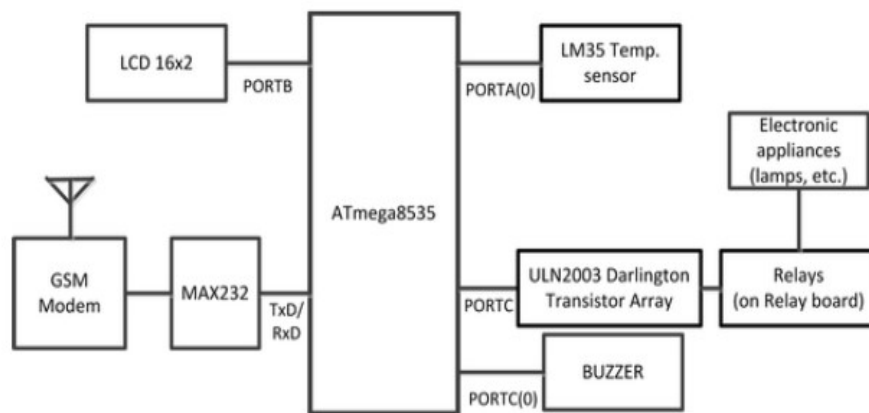 LCD 16x2
PORTB
LM35 Temp.
sensor
PORTA(0)
Electronic
appliances
(lamps, etc.)
ATmega8535
GSM
Modem
MAX232
TxD/
RxD
PORTC
ULN2003 Darlington
Transistor Array
Relays
(on Relay board)
BUZZER
PORTC(0)